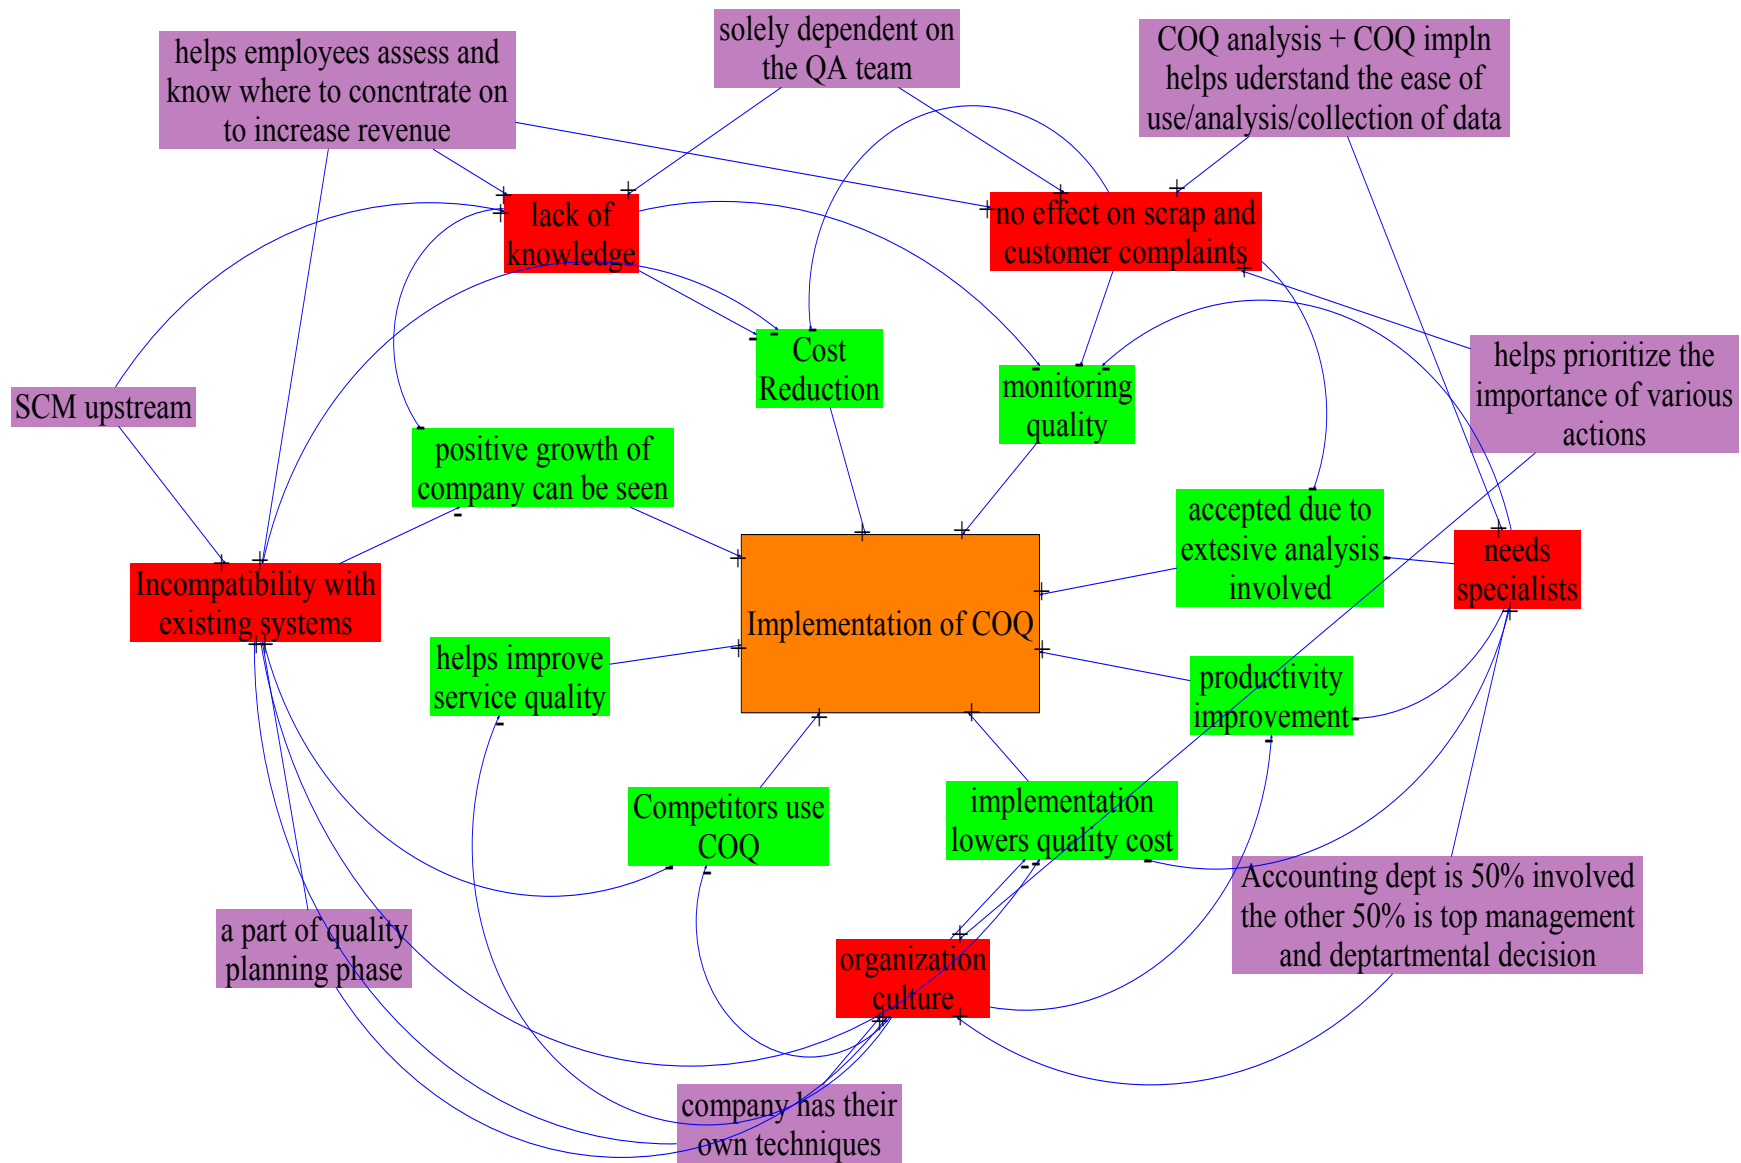 helps employees assess and
know where to concntrate on
to increase revenue
solely dependent on
the QA team
COQ analysis + COQ impln
helps uderstand the ease of
use/analysis/collection of data
lack of
knowledge
no effect on scrap and
customer complaints
Cost
Reduction
monitoring
quality
helps prioritize the
importance of various
actions
SCM upstream
positive growth of
company can be seen
accepted due to
extesive analysis
involved
needs
specialists
Incompatibility with
existing systems
Implementation of COQ
helps improve
service quality
productivity
improvement
Competitors use
COQ
implementation
lowers quality cost
Accounting dept is 50% involved
the other 50% is top management
and deptartmental decision
a part of quality
planning phase
organization
culture
company has their
own techniques